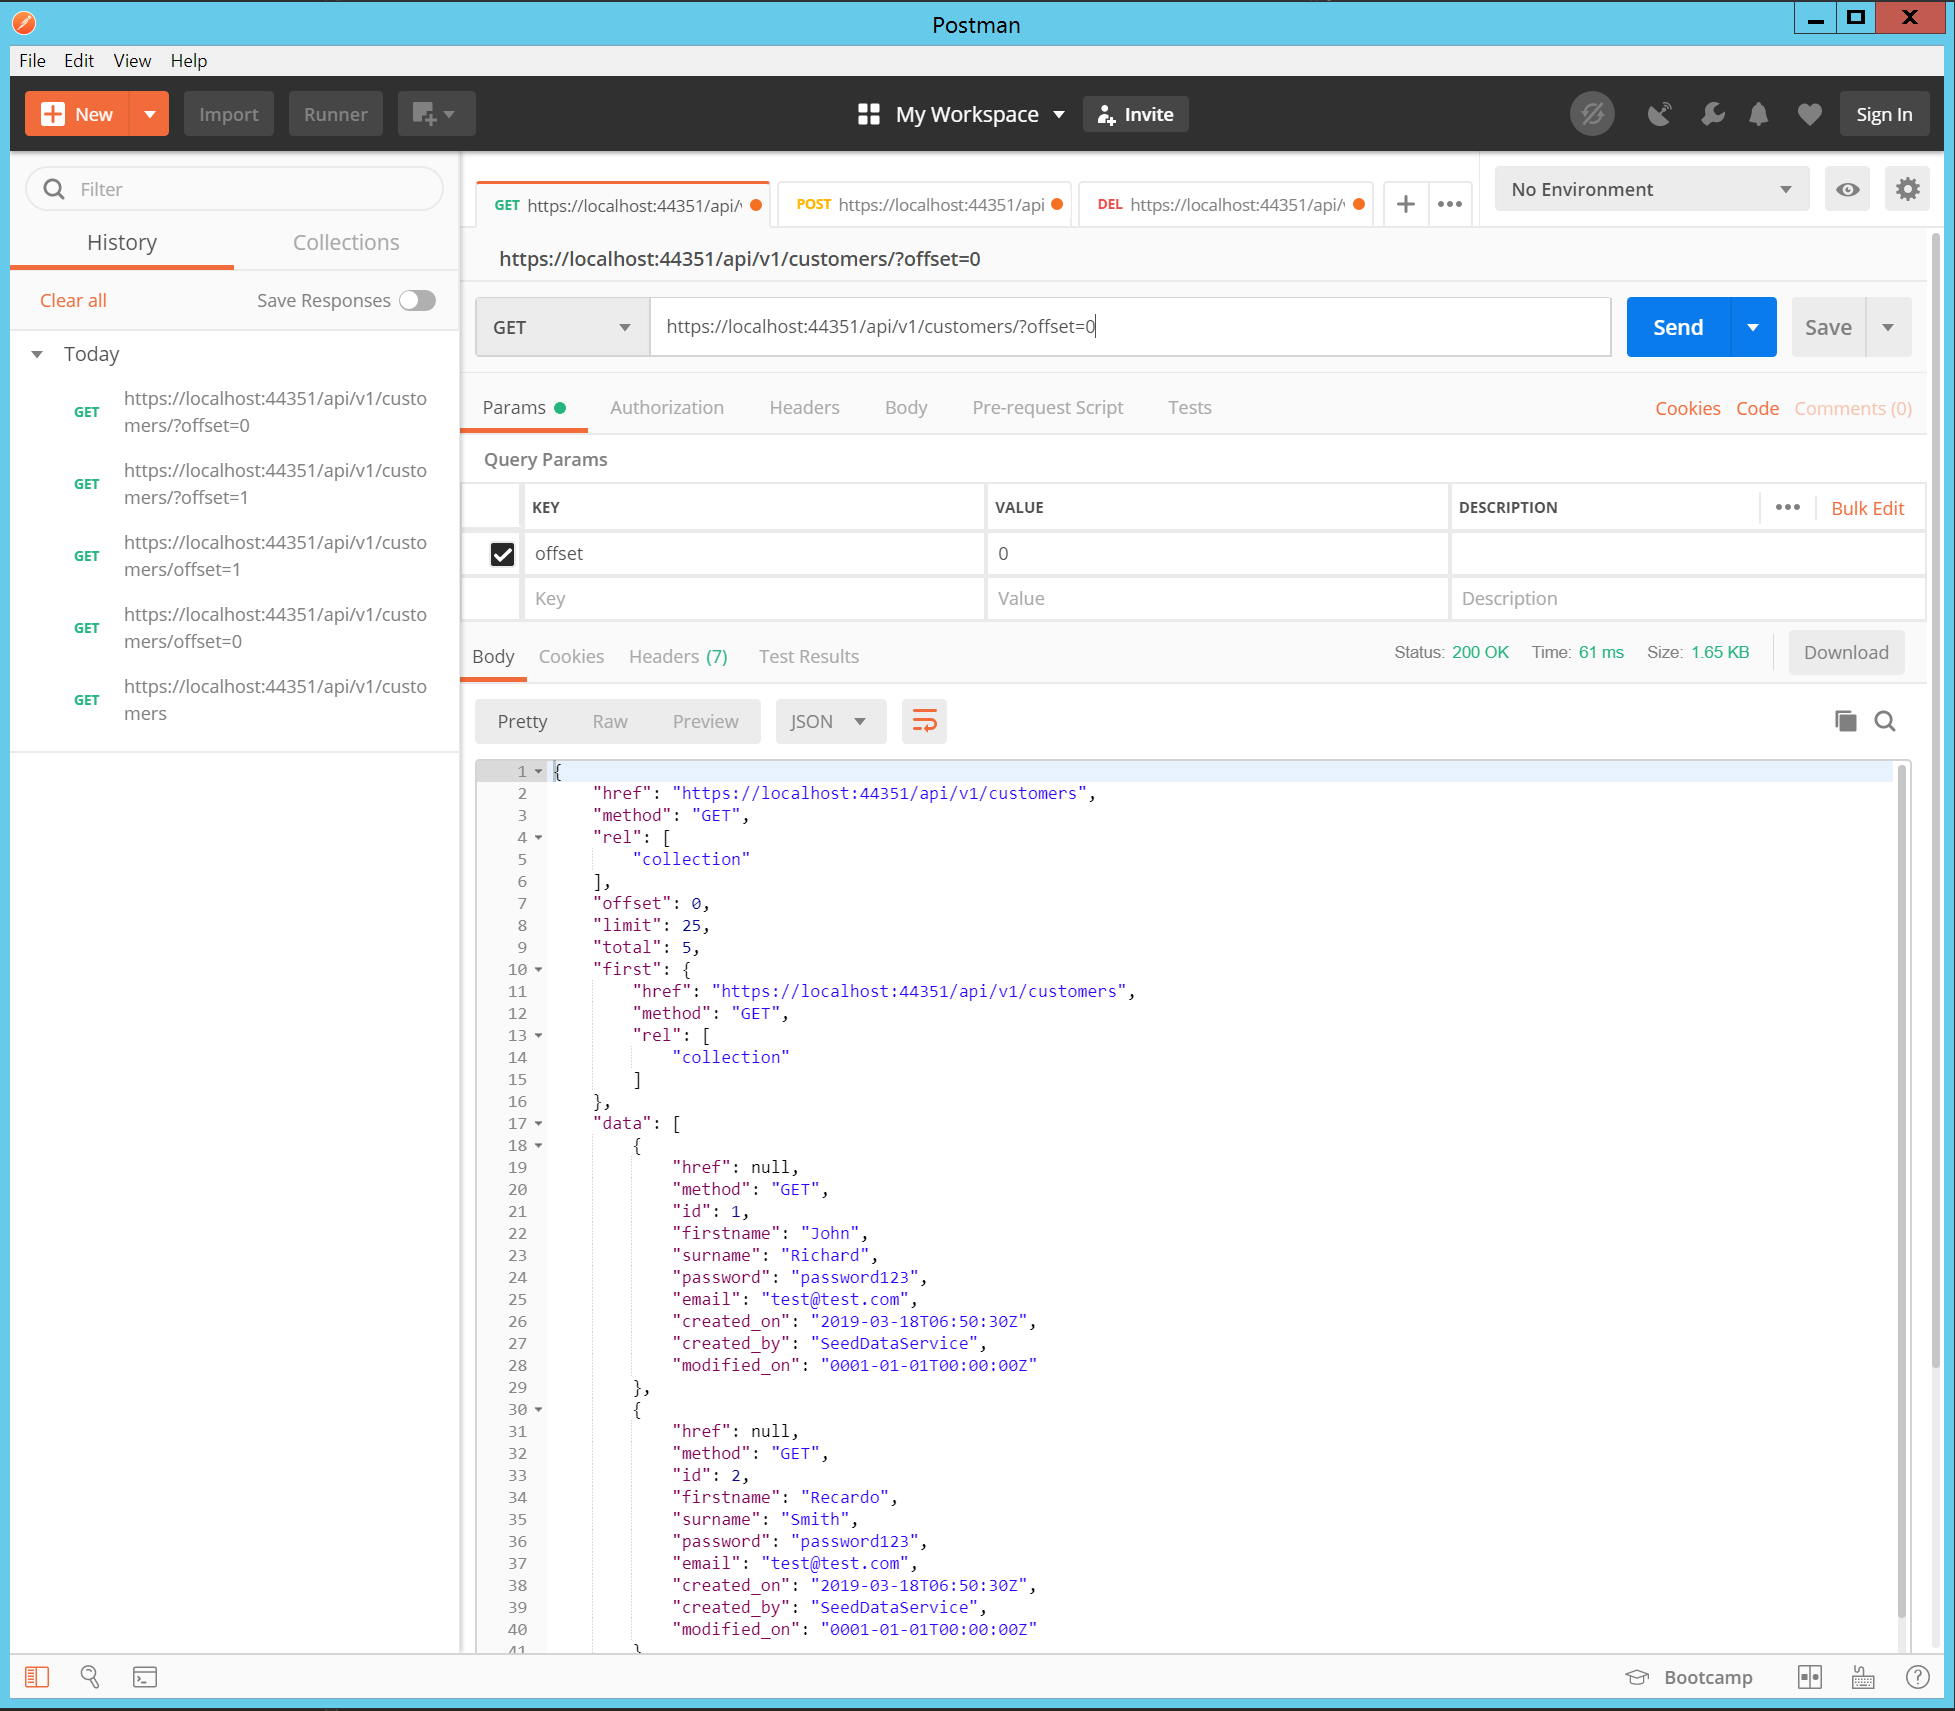 Postman
File Edit View Help
New Import Runner My Workspace Invite Sign In
Filter
History Collections
Clear all Save Responses
Today
GET https://localhost:44351/api/v1/custo
mers/?offset=0
GET https://localhost:44351/api/v1/custo
mers/?offset=1
GET https://localhost:44351/api/v1/custo
mers/offset=1
GET https://localhost:44351/api/v1/custo
mers/offset=0
GET https://localhost:44351/api/v1/custo
mers
GET https://localhost:44351/api/v POST https://localhost:44351/api DEL https://localhost:44351/api/v + ••• No Environment
https://localhost:44351/api/v1/customers/?offset=0
GET https://localhost:44351/api/v1/customers/?offset=0 Send Save
Params Authorization Headers Body Pre-request Script Tests Cookies Code Comments (0)
Query Params
KEY VALUE DESCRIPTION ••• Bulk Edit
offset 0
Key Value Description
Body Cookies Headers (7) Test Results Status: 200 OK Time: 61 ms Size: 1.65 KB Download
Pretty Raw Preview JSON
1 {
2 "href": "https://localhost:44351/api/v1/customers",
3 "method": "GET",
4 "rel": [
5 "collection"
6 ],
7 "offset": 0,
8 "limit": 25,
9 "total": 5,
10 "first": {
11 "href": "https://localhost:44351/api/v1/customers",
12 "method": "GET",
13 "rel": [
14 "collection"
15 ]
16 },
17 "data": [
18 {
19 "href": null,
20 "method": "GET",
21 "id": 1,
22 "firstname": "John",
23 "surname": "Richard",
24 "password": "password123",
25 "email": "test@test.com",
26 "created_on": "2019-03-18T06:50:30Z",
27 "created_by": "SeedDataService",
28 "modified_on": "0001-01-01T00:00:00Z"
29 },
30 {
31 "href": null,
32 "method": "GET",
33 "id": 2,
34 "firstname": "Recardo",
35 "surname": "Smith",
36 "password": "password123",
37 "email": "test@test.com",
38 "created_on": "2019-03-18T06:50:30Z",
39 "created_by": "SeedDataService",
40 "modified_on": "0001-01-01T00:00:00Z"
41 }
Bootcamp